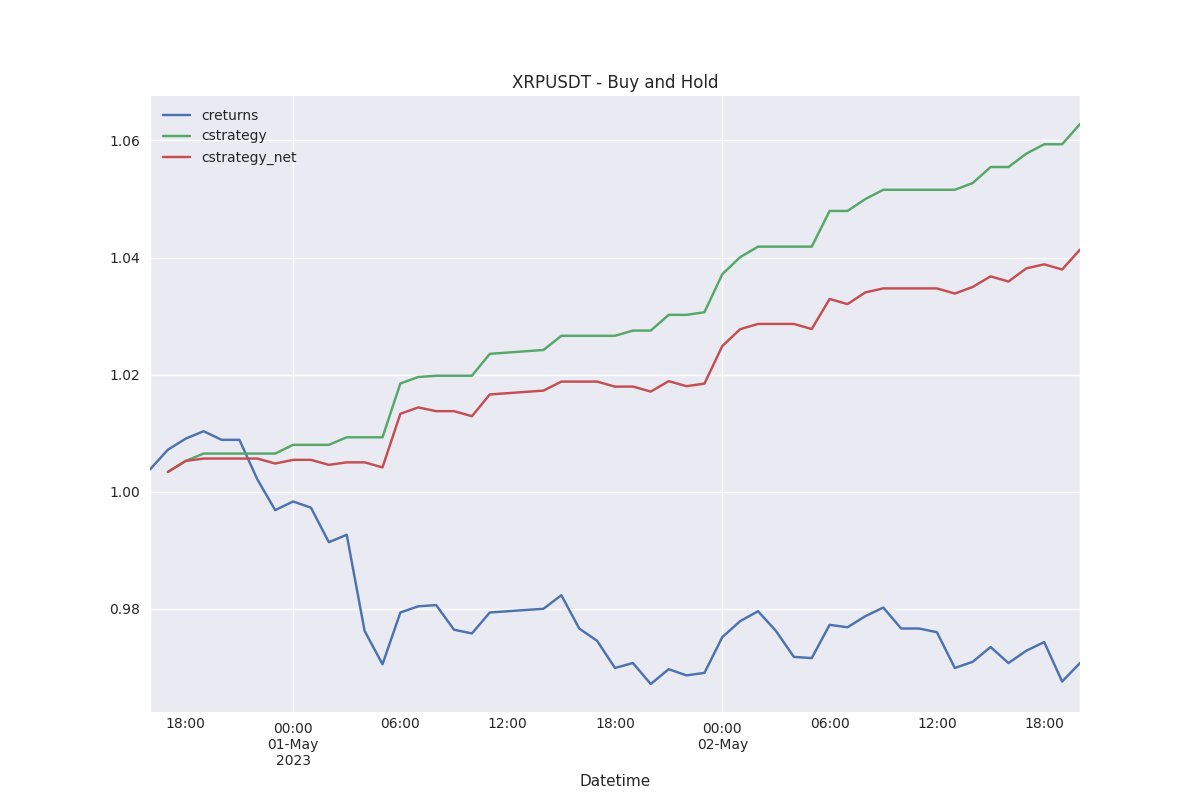 XRPUSDT - Buy and Hold
creturns
cstrategy
cstrategy_net
1.06
1.04
1.02
1.00
0.98
18:00
00:00
01-May
2023
06:00
12:00
18:00
00:00
02-May
06:00
12:00
18:00
Datetime